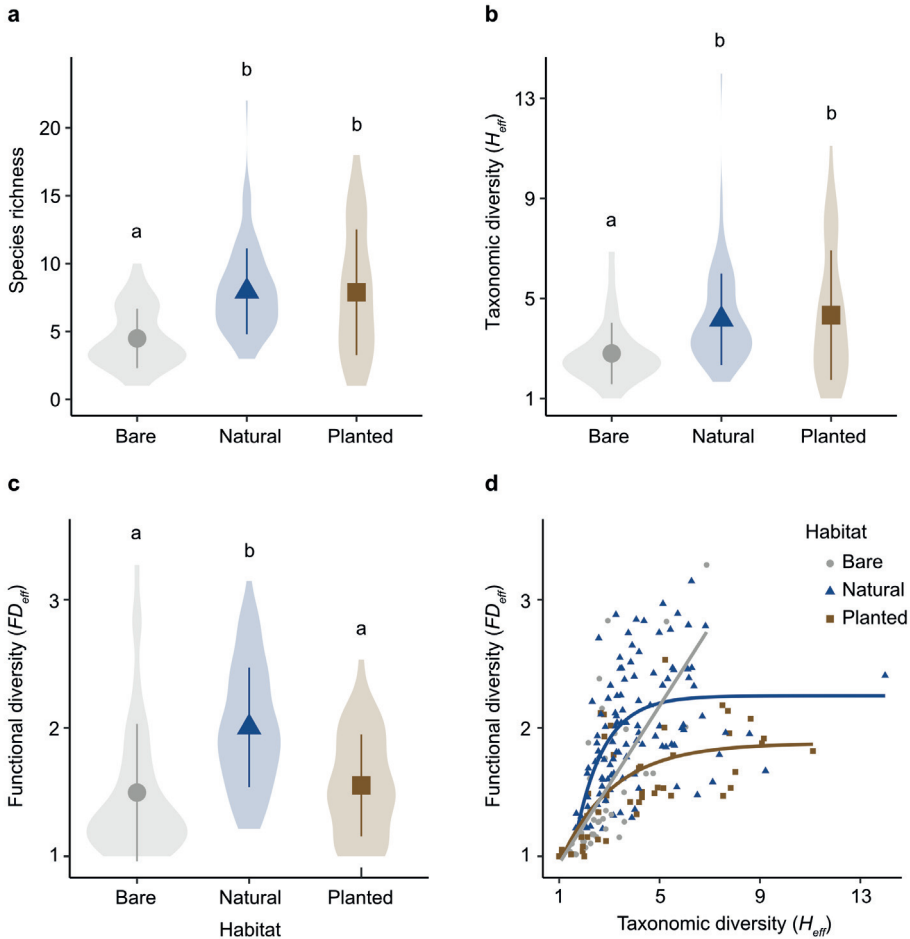 a
Species richness
20
15
10
5
0
a
b
b
Bare Natural Planted
b
Taxonomic diversity (Heff)
13
9
5
1
a
b
b
Bare Natural Planted
c
Functional diversity (FDeff)
3
2
1
a
b
a
Bare Natural Planted
Habitat
d
Functional diversity (FDeff)
3
2
1
Habitat
Bare
Natural
Planted
1 5 9 13
Taxonomic diversity (Heff)